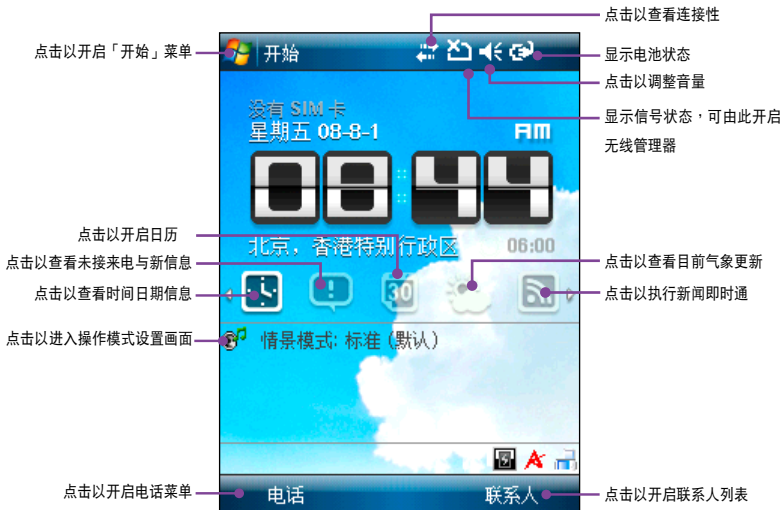 点击以查看连接性
点击以开启「开始」菜单
开始
显示电池状态
点击以调整音量
显示信号状态，可由此开启
无线管理器
没有 SIM 卡
星期五 08-8-1
AM
08:44
点击以开启日历
北京，香港特别行政区
06:00
点击以查看未接来电与新信息
点击以查看目前气象更新
30
点击以查看时间日期信息
点击以执行新闻即时通
点击以进入操作模式设置画面
情景模式: 标准 (默认)
点击以开启电话菜单
电话
联系人
点击以开启联系人列表